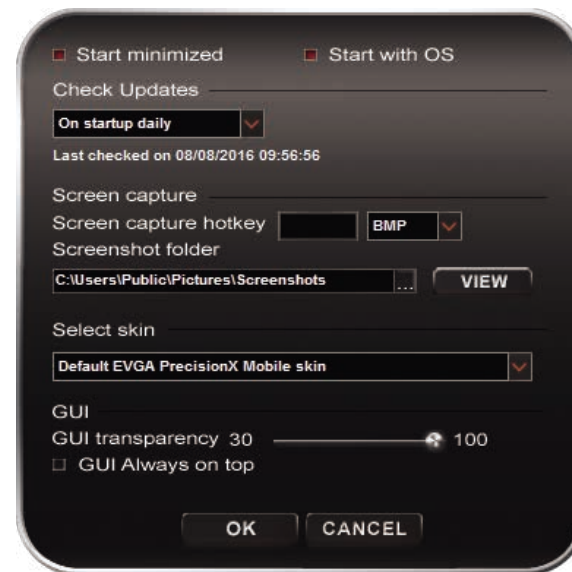 Start minimized Start with OS
Check Updates
On startup daily
Last checked on 08/08/2016 09:56:56
Screen capture
Screen capture hotkey BMP
Screenshot folder
C:\Users\Public\Pictures\Screenshots ... VIEW
Select skin
Default EVGA PrecisionX Mobile skin
GUI
GUI transparency 30 100
GUI Always on top
OK CANCEL